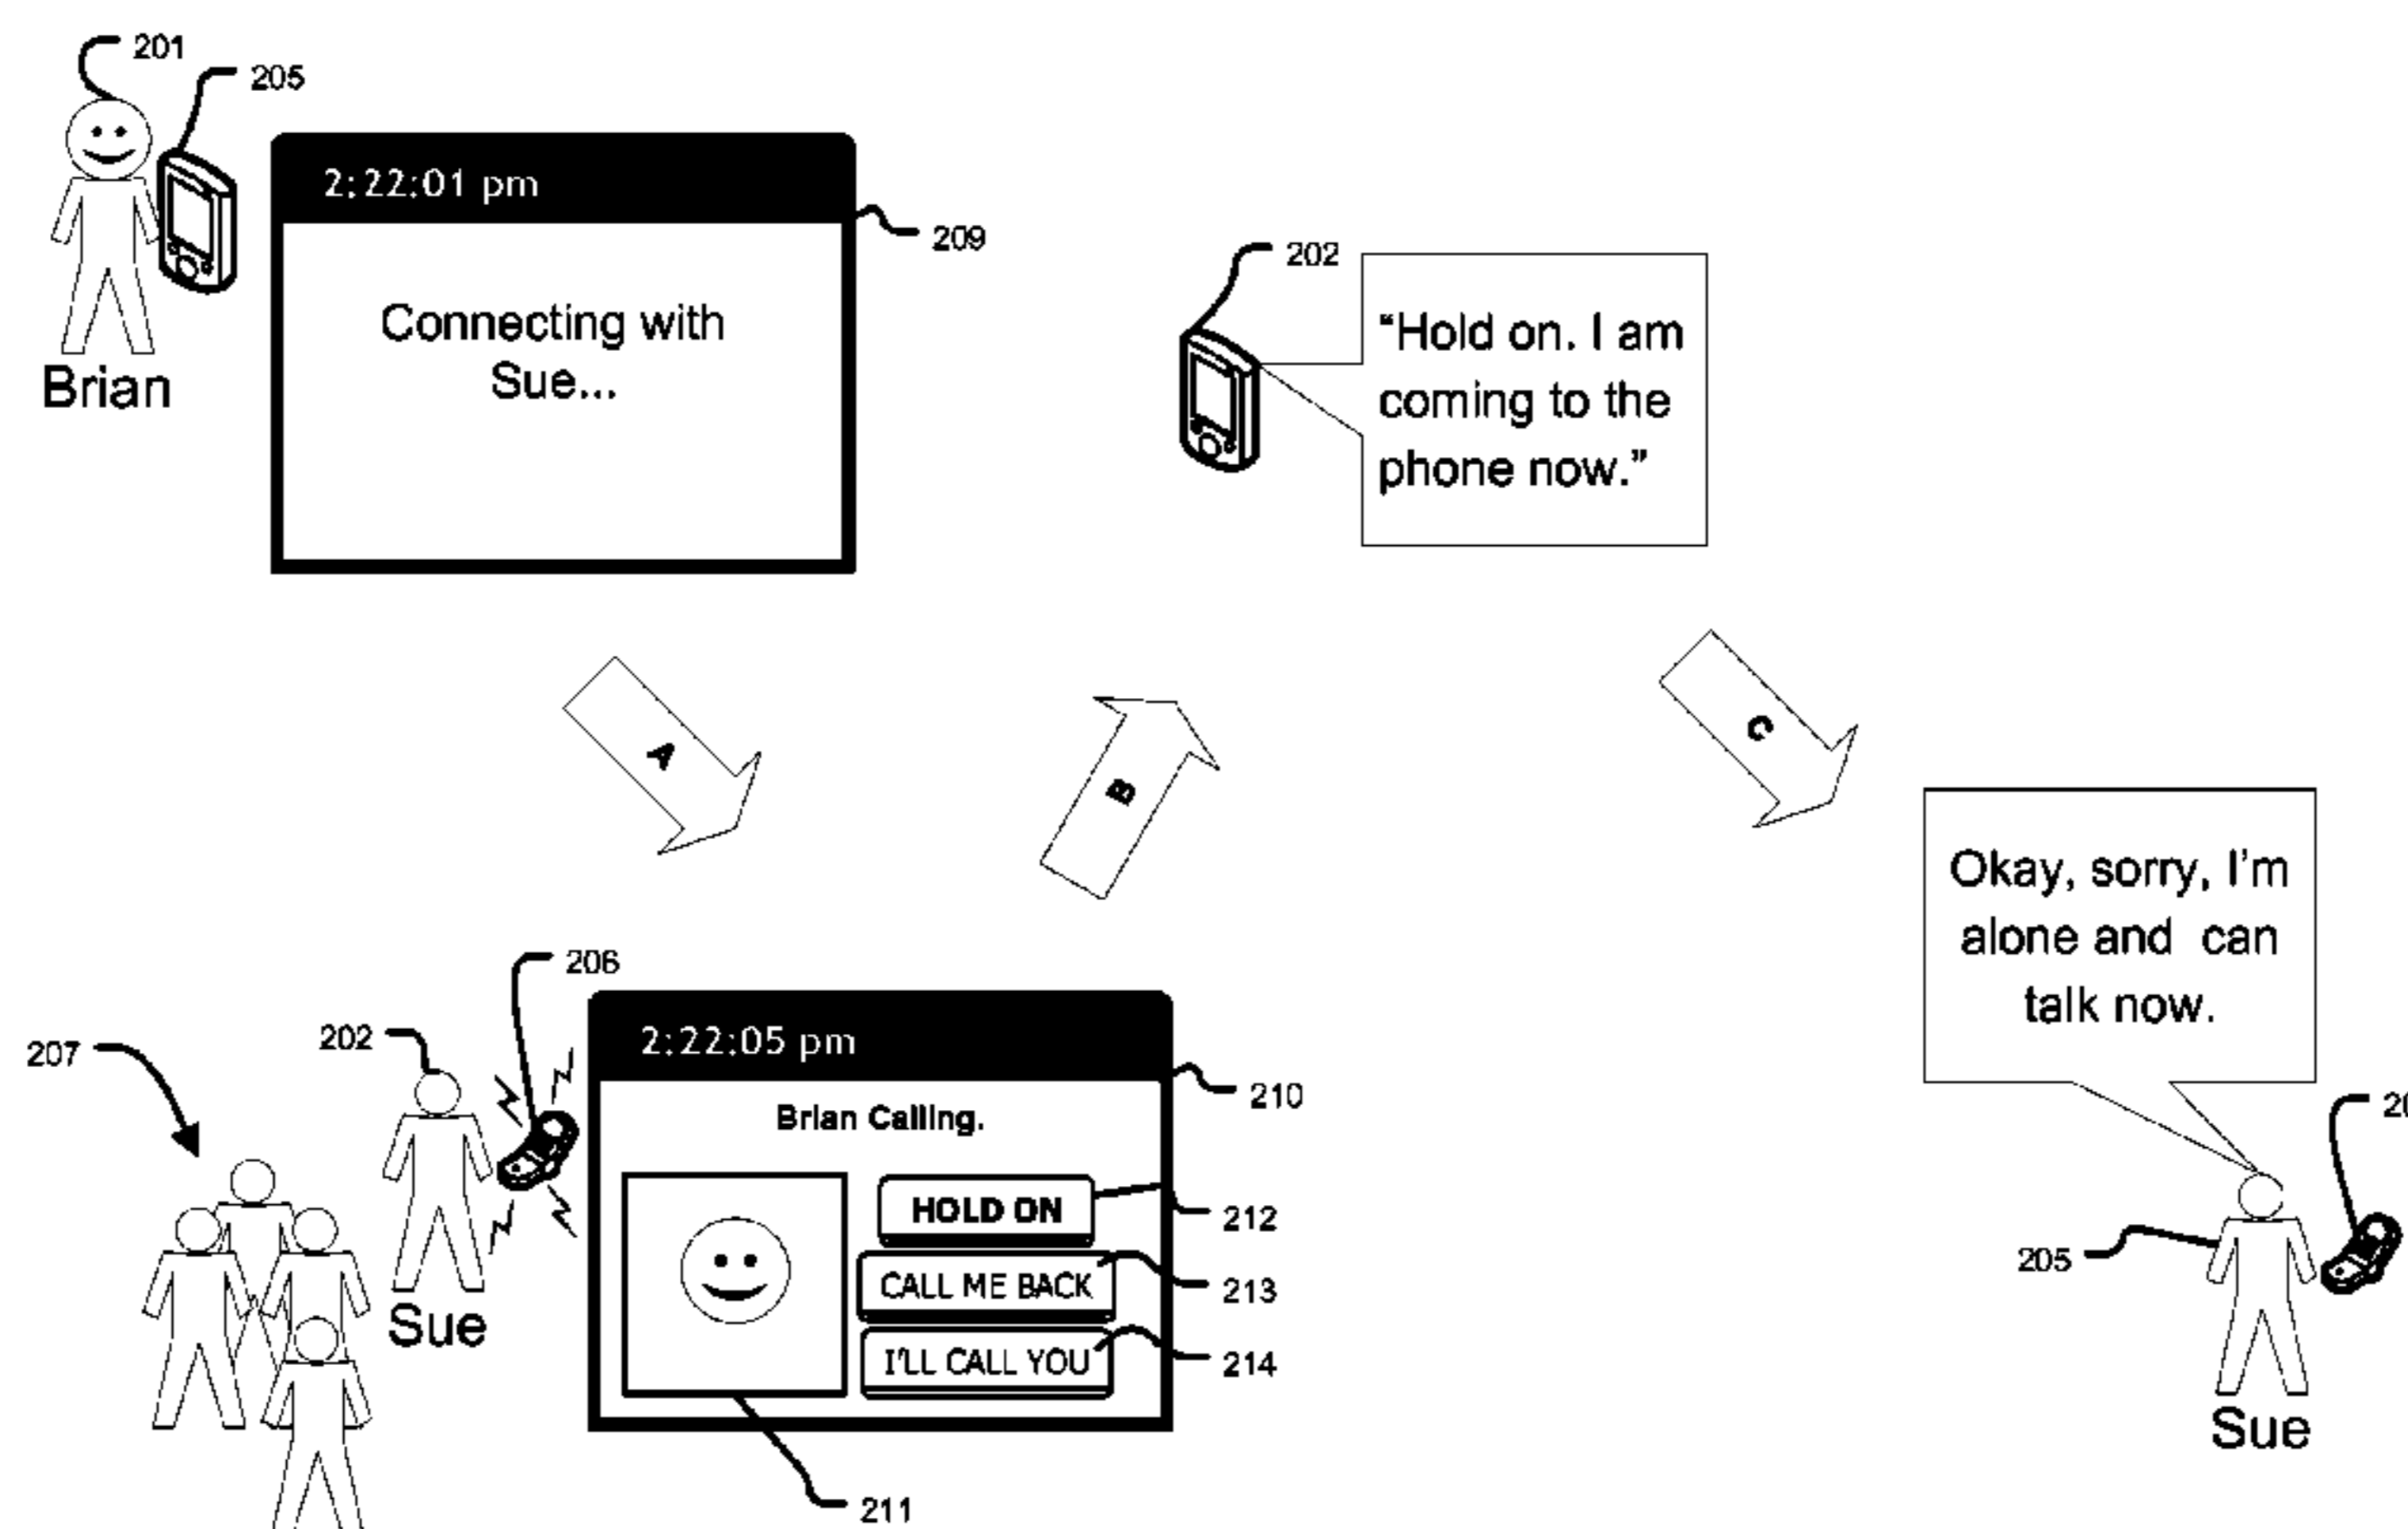 201
205
2:22:01 pm
209
Connecting with
Sue...
Brian
202
"Hold on. I am
coming to the
phone now."
A
B
C
Okay, sorry, I'm
alone and can
talk now.
206
207
202
2:22:05 pm
210
Brian Calling.
HOLD ON
212
CALL ME BACK
213
I'LL CALL YOU
214
Sue
211
205
Sue